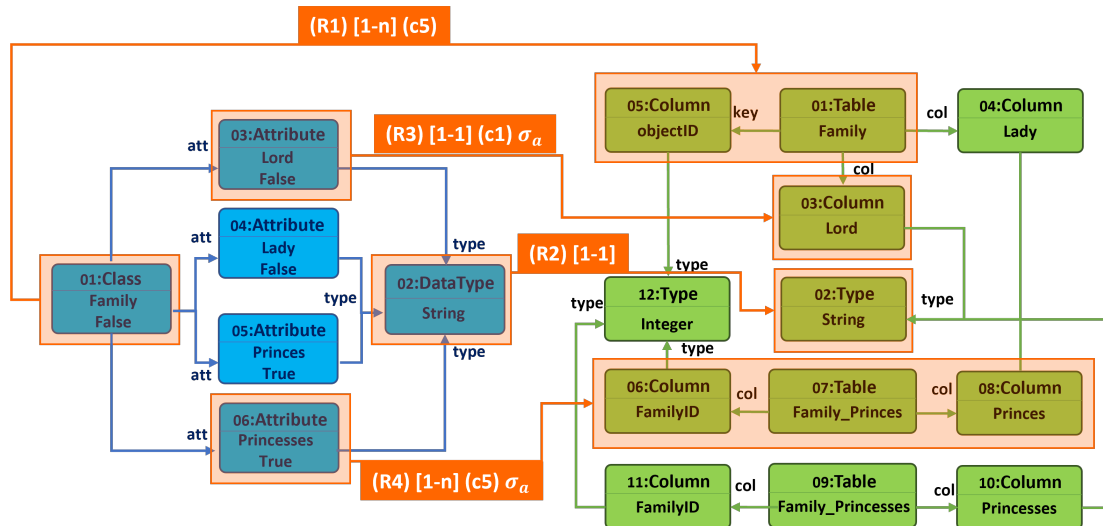 (R1) [1-n] (c5)
03:Attribute
Lord
False
att
(R3) [1-1] (c1) σₐ
05:Column
objectID
key
01:Table
Family
col
04:Column
Lady
col
03:Column
Lord
04:Attribute
Lady
False
att
type
(R2) [1-1]
01:Class
Family
False
type
02:DataType
String
type
type
12:Type
Integer
type
02:Type
String
type
05:Attribute
Princes
True
att
type
06:Column
FamilyID
col
07:Table
Family_Princes
col
08:Column
Princes
06:Attribute
Princesses
True
att
(R4) [1-n] (c5) σₐ
11:Column
FamilyID
col
09:Table
Family_Princesses
col
10:Column
Princesses